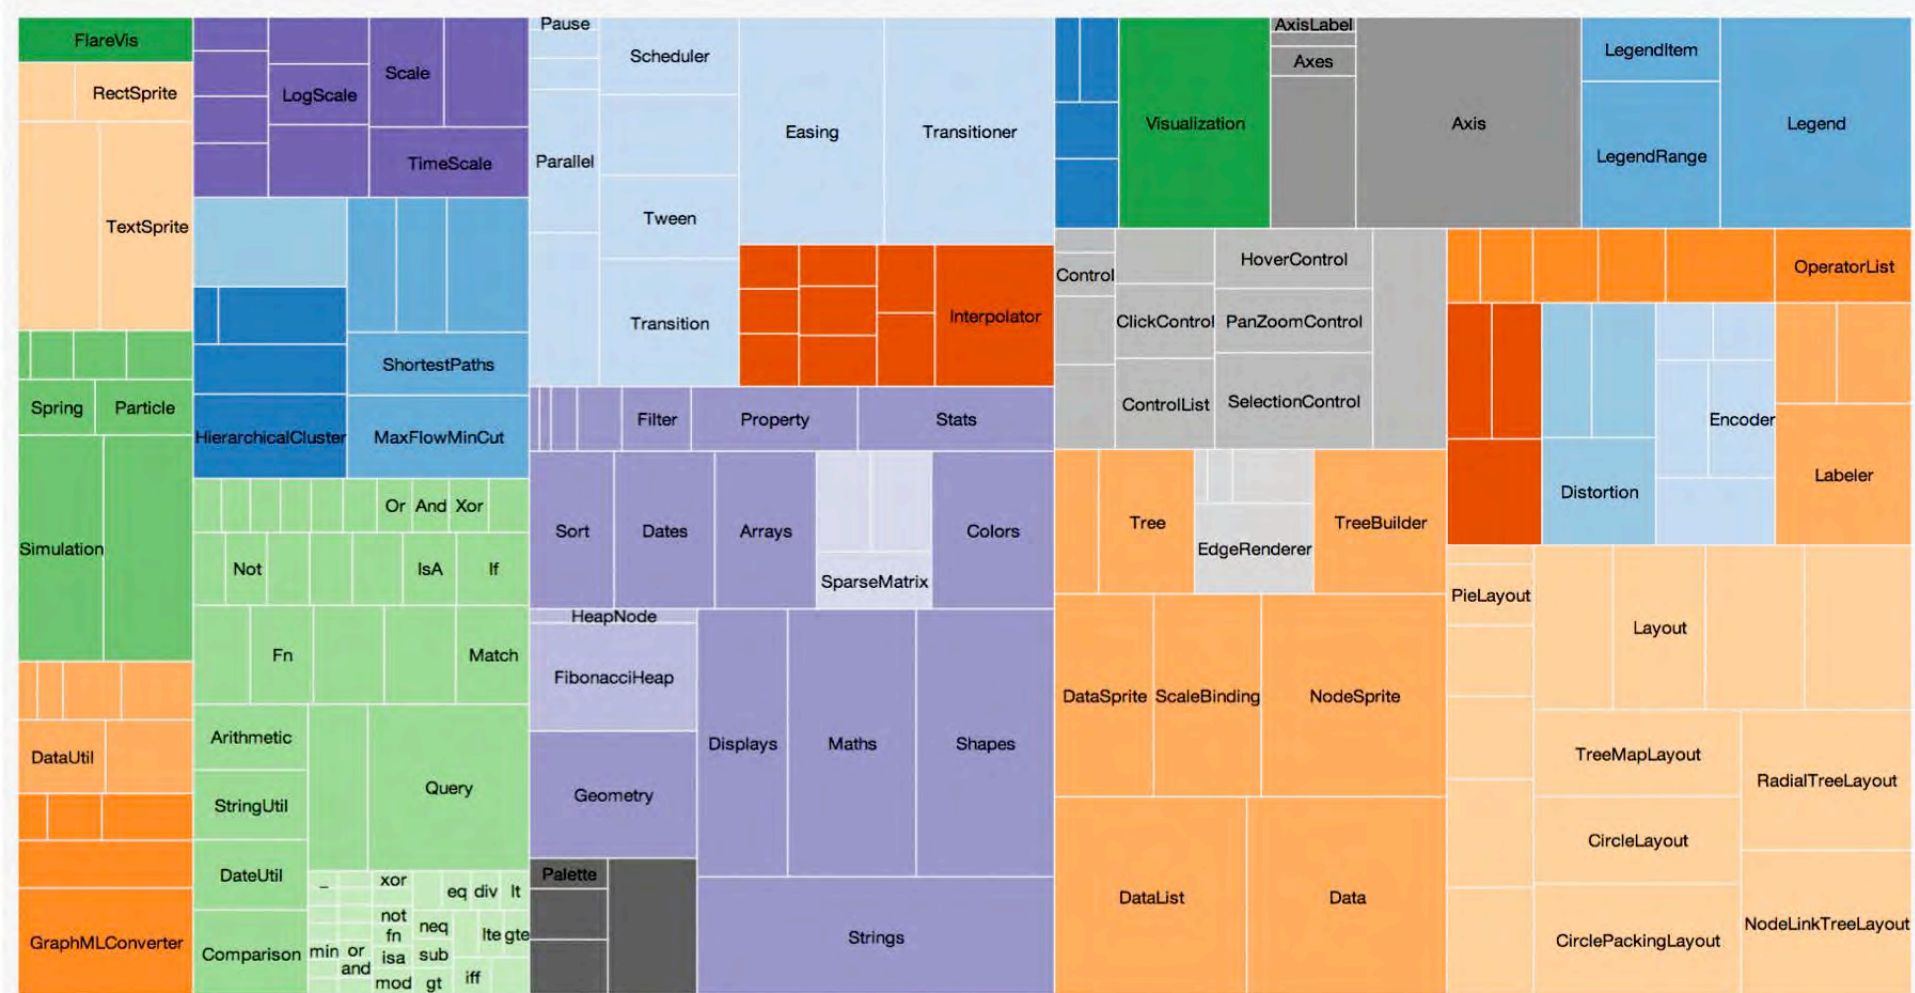 FlareVis
RectSprite
TextSprite
Spring
Particle
Simulation
DataUtil
GraphMLConverter
Scale
LogScale
TimeScale
ShortestPaths
HierarchicalCluster
MaxFlowMinCut
Or
And
Xor
Not
IsA
If
Fn
Match
Arithmetic
StringUtil
DateUtil
Comparison
Query
_
xor
eq
div
lt
not
fn
neq
lte
gte
min
or
and
isa
sub
mod
gt
iff
Pause
Scheduler
Easing
Transitioner
Parallel
Tween
Transition
Interpolator
Filter
Property
Stats
Sort
Dates
Arrays
SparseMatrix
Colors
HeapNode
FibonacciHeap
Geometry
Displays
Maths
Shapes
Palette
Strings
Visualization
AxisLabel
Axes
Axis
LegendItem
LegendRange
Legend
Control
HoverControl
ClickControl
PanZoomControl
ControlList
SelectionControl
OperatorList
Encoder
Distortion
Labeler
Tree
EdgeRenderer
TreeBuilder
DataSprite
ScaleBinding
NodeSprite
DataList
Data
PieLayout
Layout
TreeMapLayout
RadialTreeLayout
CircleLayout
CirclePackingLayout
NodeLinkTreeLayout